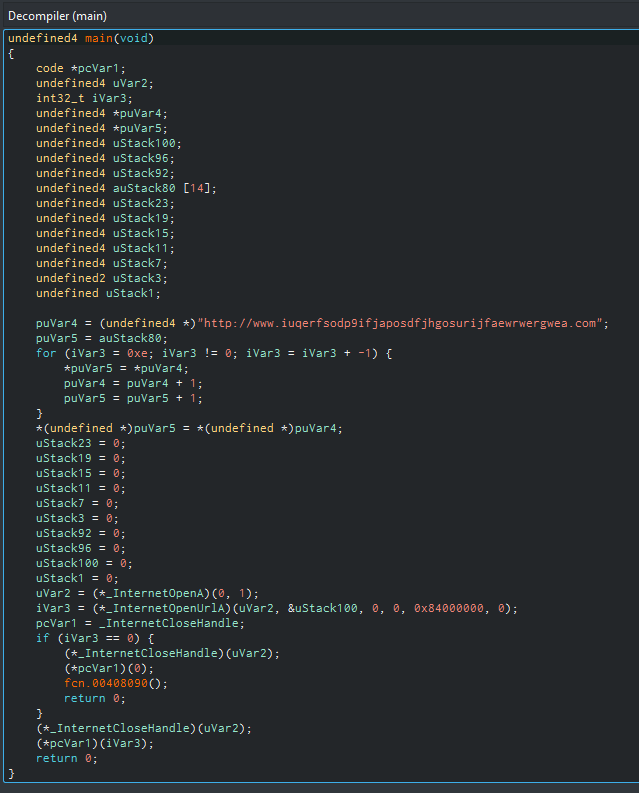 Decompiler (main)
undefined4 main(void)
{
code *pcVar1;
undefined4 uVar2;
int32_t iVar3;
undefined4 *puVar4;
undefined4 *puVar5;
undefined4 uStack100;
undefined4 uStack96;
undefined4 uStack92;
undefined4 auStack80 [14];
undefined4 uStack23;
undefined4 uStack19;
undefined4 uStack15;
undefined4 uStack11;
undefined4 uStack7;
undefined2 uStack3;
undefined uStack1;
puVar4 = (undefined4 *)"http://www.iuqerfsodp9ifjaposdfjhgosurijfaewrwergwea.com";
puVar5 = auStack80;
for (iVar3 = 0xe; iVar3 != 0; iVar3 = iVar3 + -1) {
*puVar5 = *puVar4;
puVar4 = puVar4 + 1;
puVar5 = puVar5 + 1;
}
*(undefined *)puVar5 = *(undefined *)puVar4;
uStack23 = 0;
uStack19 = 0;
uStack15 = 0;
uStack11 = 0;
uStack7 = 0;
uStack3 = 0;
uStack92 = 0;
uStack96 = 0;
uStack100 = 0;
uStack1 = 0;
uVar2 = (*_InternetOpenA)(0, 1);
iVar3 = (*_InternetOpenUrlA)(uVar2, &uStack100, 0, 0, 0x84000000, 0);
pcVar1 = _InternetCloseHandle;
if (iVar3 == 0) {
(*_InternetCloseHandle)(uVar2);
(*pcVar1)(0);
fcn.00408090();
return 0;
}
(*_InternetCloseHandle)(uVar2);
(*pcVar1)(iVar3);
return 0;
}